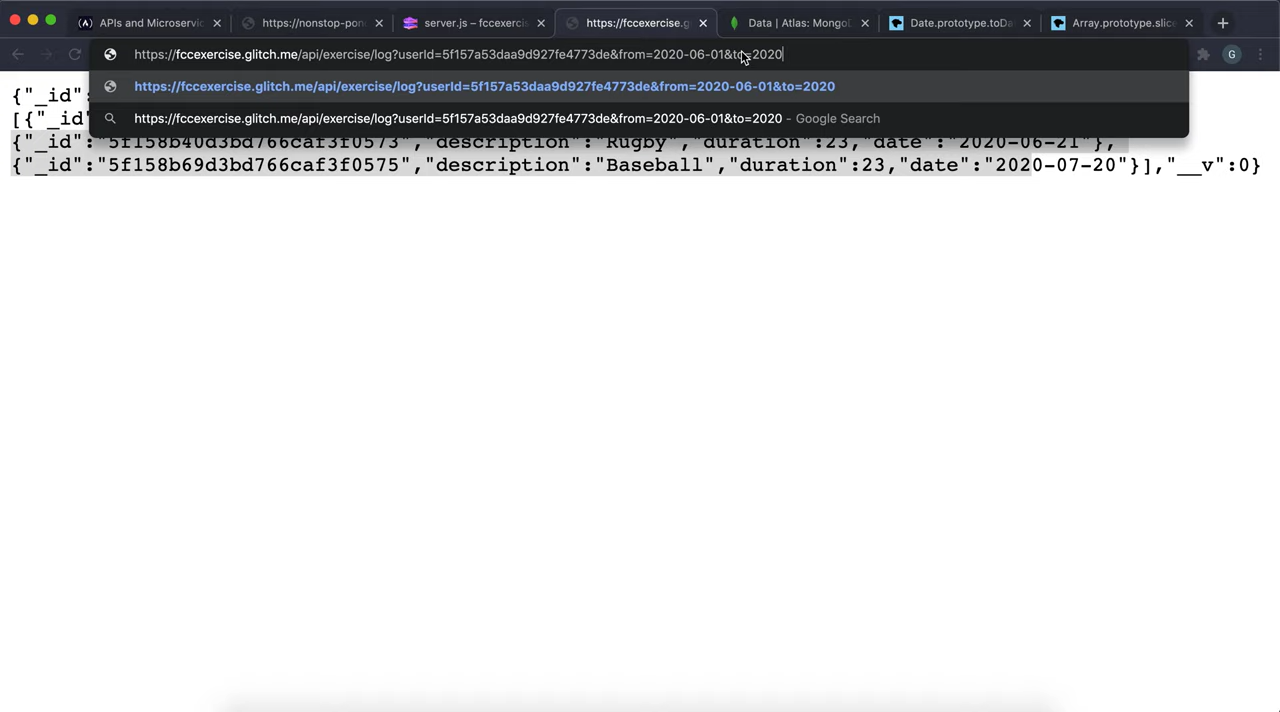 APIs and Microservic
https://nonstop-pon
server.js – fccexercis
https://fccexercise.g
Data | Atlas: MongoD
Date.prototype.toDa
Array.prototype.slice
https://fccexercise.glitch.me/api/exercise/log?userId=5f157a53daa9d927fe4773de&from=2020-06-01&to=2020
G
https://fccexercise.glitch.me/api/exercise/log?userId=5f157a53daa9d927fe4773de&from=2020-06-01&to=2020
https://fccexercise.glitch.me/api/exercise/log?userId=5f157a53daa9d927fe4773de&from=2020-06-01&to=2020 - Google Search
{"_id":
[{"_id"
{"_id":"5f158b40d3bd766caf3f0573","description":"Rugby","duration":23,"date":"2020-06-21"},
{"_id":"5f158b69d3bd766caf3f0575","description":"Baseball","duration":23,"date":"2020-07-20"}],"__v":0}